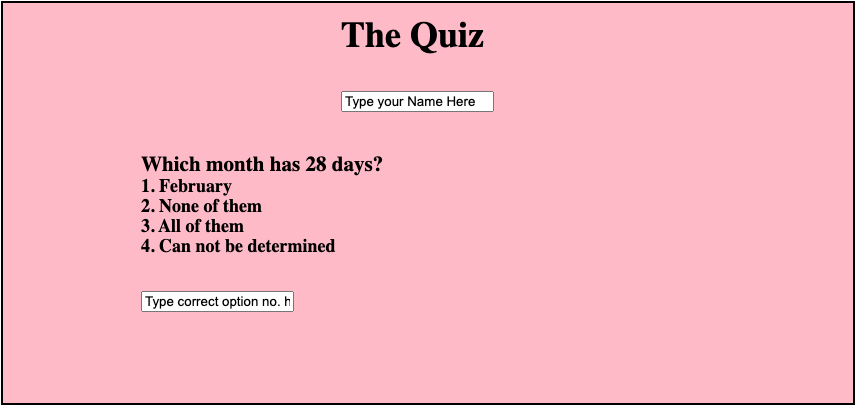 The Quiz
Type your Name Here
Which month has 28 days?
1. February
2. None of them
3. All of them
4. Can not be determined
Type correct option no. h